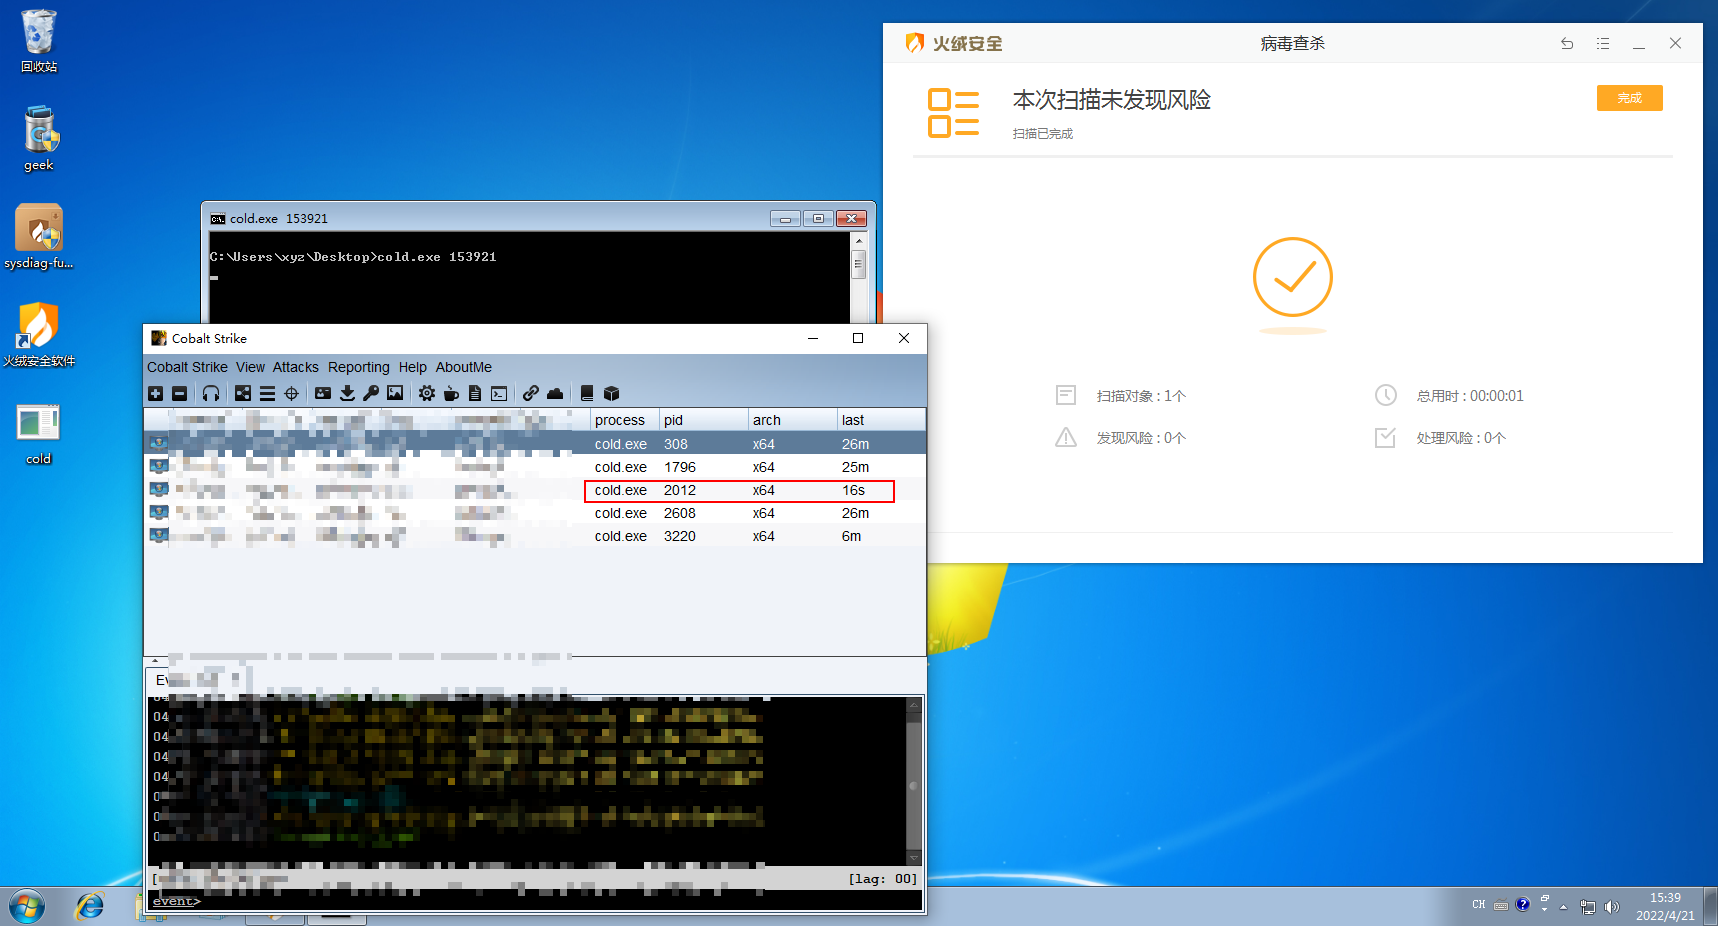 回收站
geek
sysdiag-fu...
火绒安全软件
cold
火绒安全
病毒查杀
本次扫描未发现风险
扫描已完成
完成
扫描对象 : 1个
总用时 : 00:00:01
发现风险 : 0个
处理风险 : 0个
cold.exe 153921
C:\Users\xyz\Desktop>cold.exe 153921
Cobalt Strike
Cobalt Strike View Attacks Reporting Help AboutMe
process pid arch last
cold.exe 308 x64 26m
cold.exe 1796 x64 25m
cold.exe 2012 x64 16s
cold.exe 2608 x64 26m
cold.exe 3220 x64 6m
04
04
04
04
[lag: 00]
event>
CH
15:39
2022/4/21